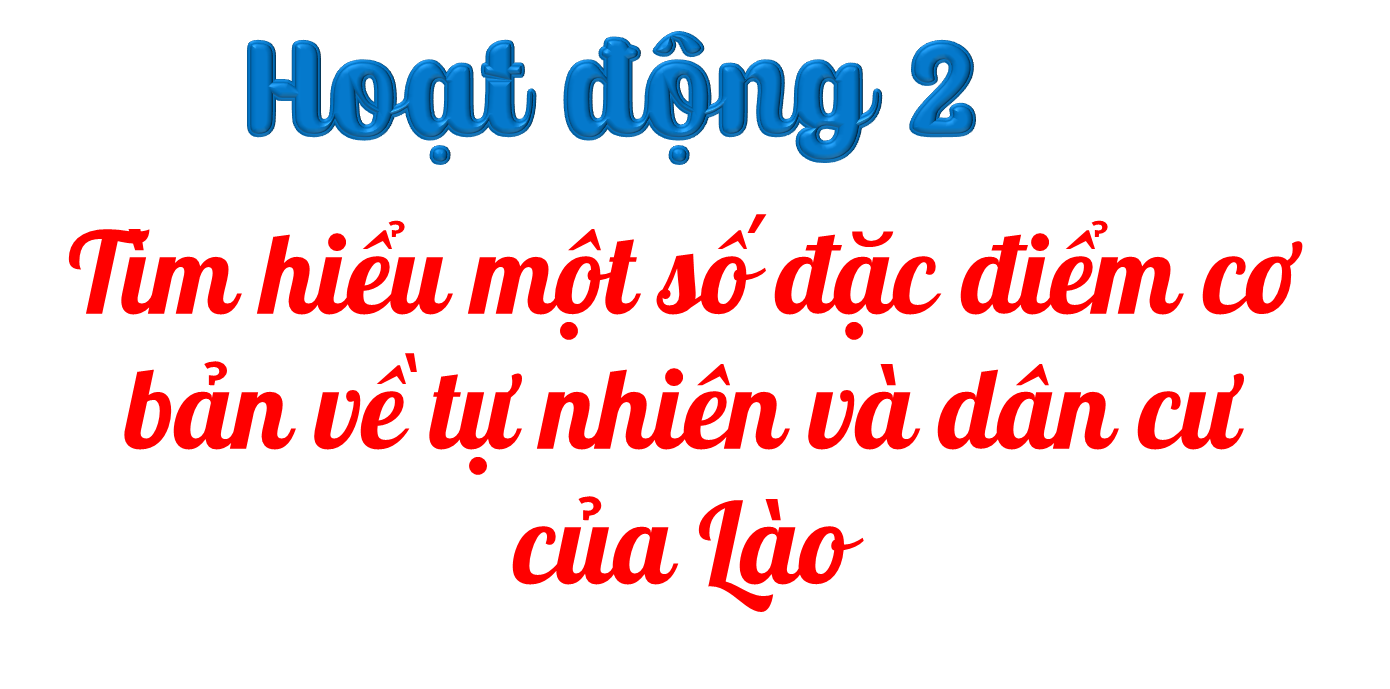 Hoạt động 2
Tìm hiểu một số đặc điểm cơ
bản về tự nhiên và dân cư
của Lào